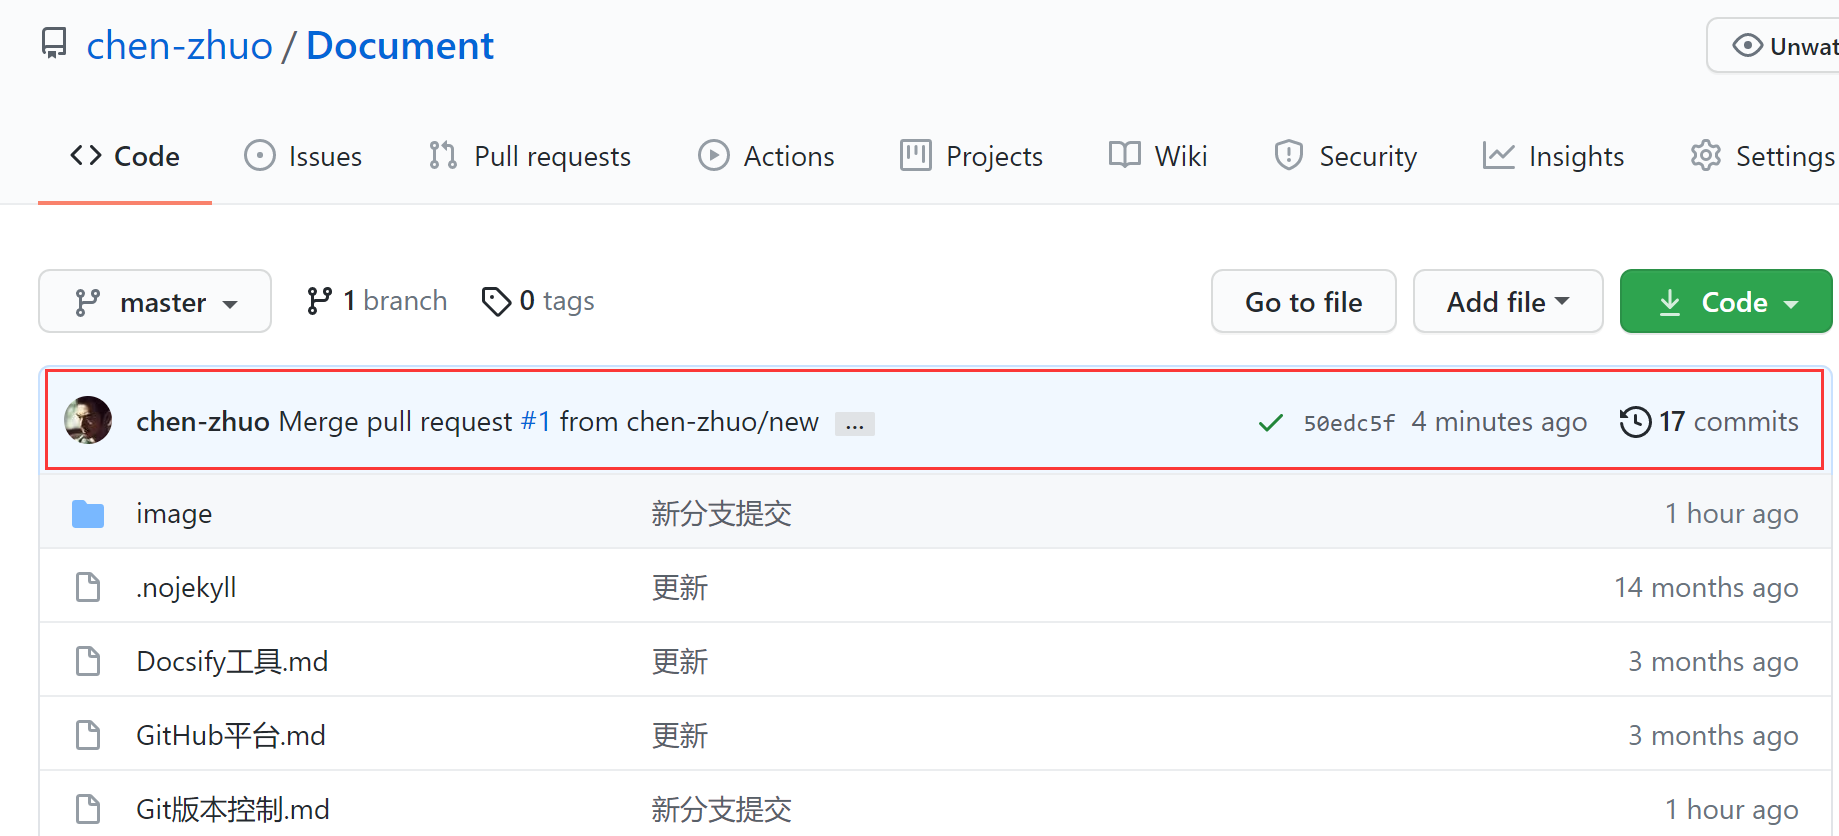 chen-zhuo / Document
Unwat
Code Issues Pull requests Actions Projects Wiki Security Insights Settings
master 1 branch 0 tags Go to file Add file Code
chen-zhuo Merge pull request #1 from chen-zhuo/new ... 50edc5f 4 minutes ago 17 commits
image 新分支提交 1 hour ago
.nojekyll 更新 14 months ago
Docsify工具.md 更新 3 months ago
GitHub平台.md 更新 3 months ago
Git版本控制.md 新分支提交 1 hour ago